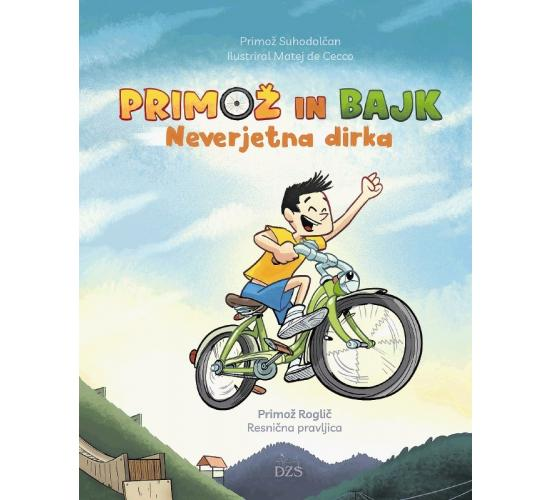 Primož Suhodolčan
Ilustriral Matej de Cecco
PRIMOŽ IN BAJK
Neverjetna dirka
Primož Roglič
Resnična pravljica
DZS